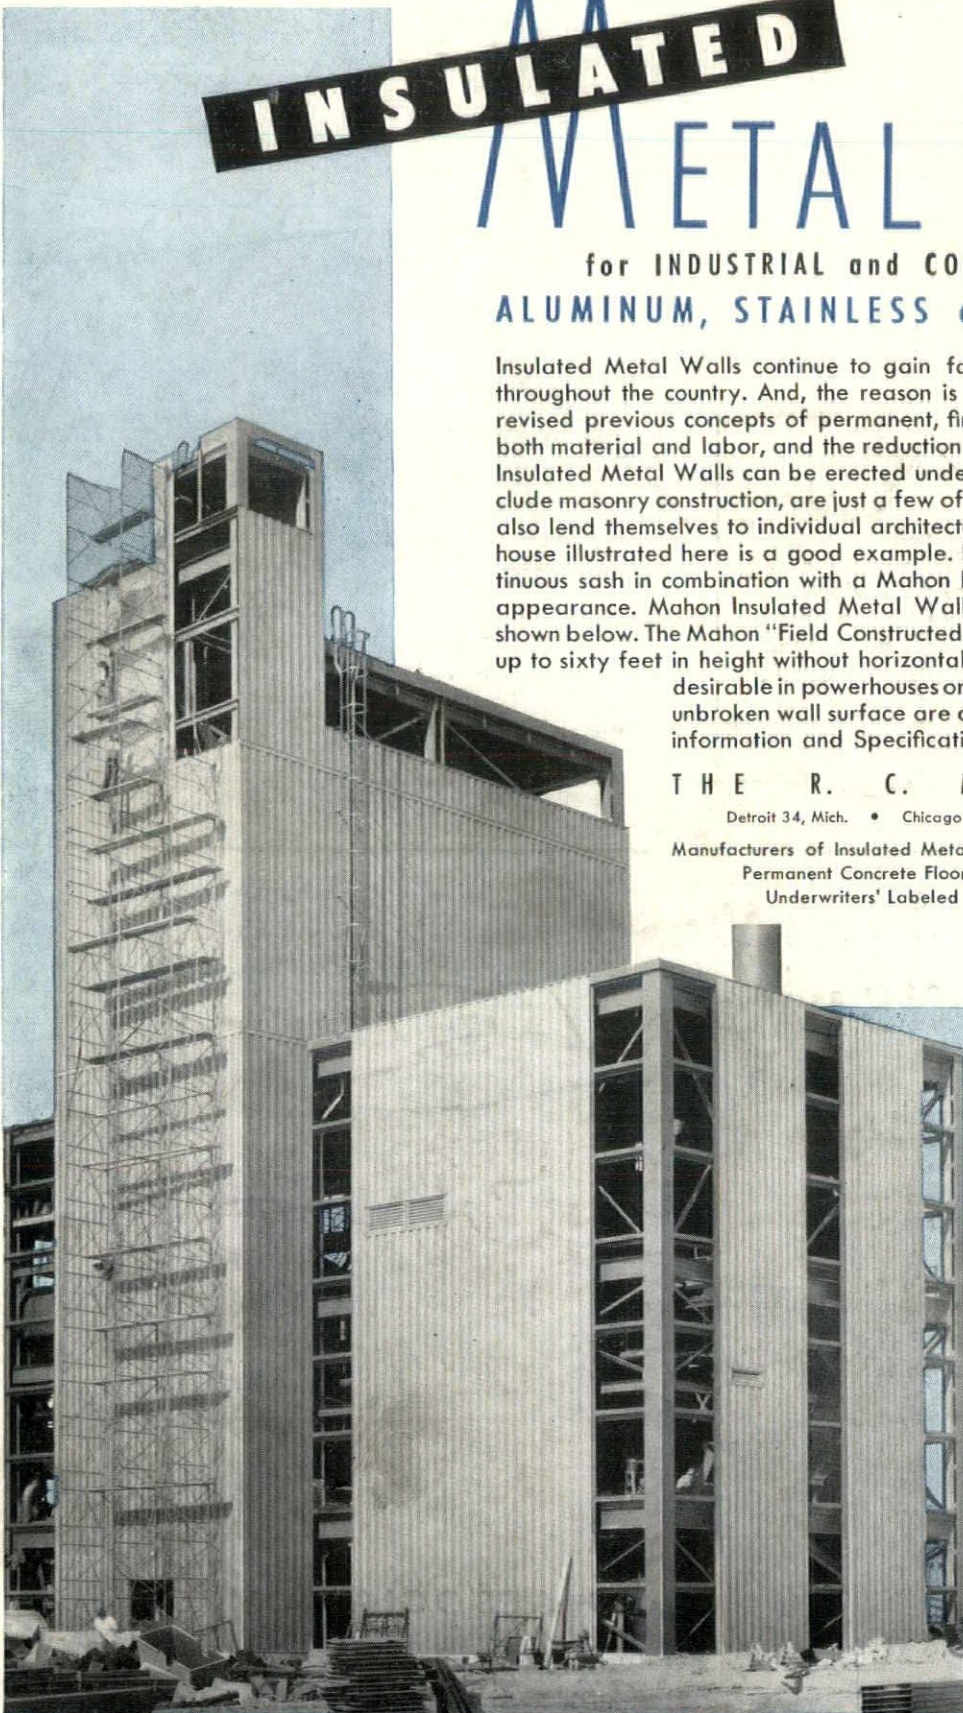 INSULATED
METAL
for INDUSTRIAL and CO
ALUMINUM, STAINLESS
Insulated Metal Walls continue to gain fa
throughout the country. And, the reason is
revised previous concepts of permanent, fi
both material and labor, and the reduction
Insulated Metal Walls can be erected unde
clude masonry construction, are just a few of
also lend themselves to individual architect
house illustrated here is a good example.
tinuous sash in combination with a Mahon
appearance. Mahon Insulated Metal Wal
shown below. The Mahon "Field Constructed
up to sixty feet in height without horizontal
desirable in powerhouses or
unbroken wall surface are
information and Specificati
THE R. C.
Detroit 34, Mich. • Chicago
Manufacturers of Insulated Meta
Permanent Concrete Floor
Underwriters' Labeled